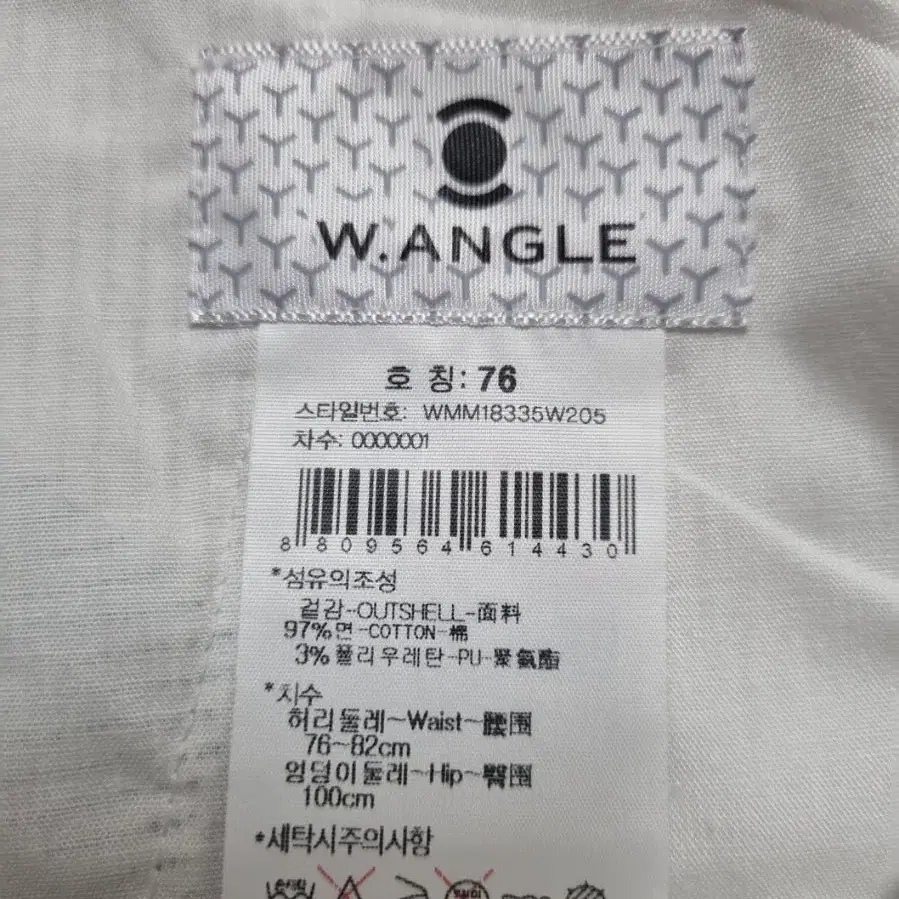 W.ANGLE
호 칭: 76
스타일번호: WMM18335W205
차수: 0000001
8 809564 614430
*섬유의조성
겉감-OUTSHELL-面料
97%면-COTTON-棉
3%폴리우레탄-PU-聚氨酯
*치수
허리둘레~Waist~腰围
76~82cm
엉덩이둘레~Hip~臀围
100cm
*세탁시주의사항